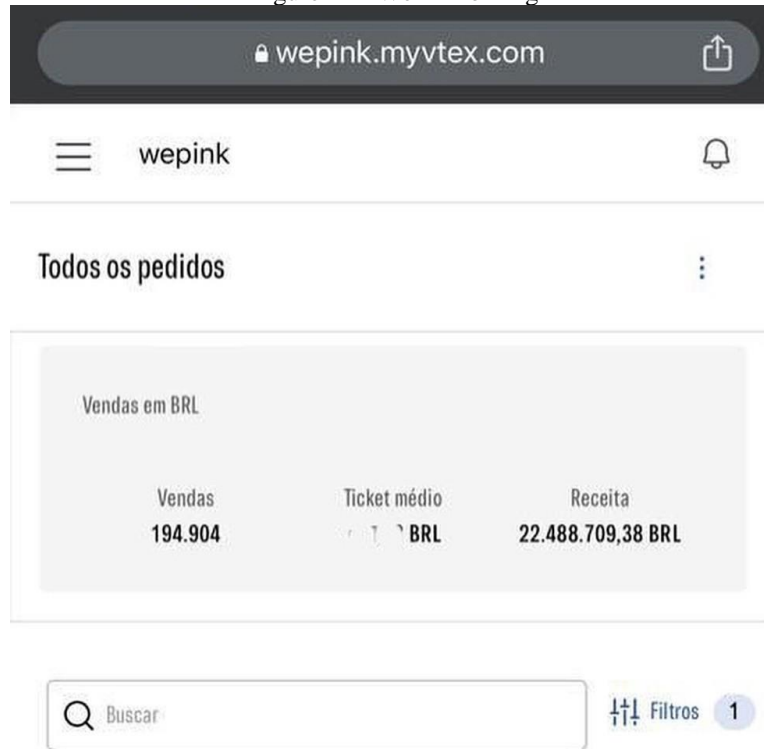 wepink.myvtex.com
wepink
Todos os pedidos
Vendas em BRL
Vendas Ticket médio Receita
194.904 BRL 22.488.709,38 BRL
Buscar Filtros 1